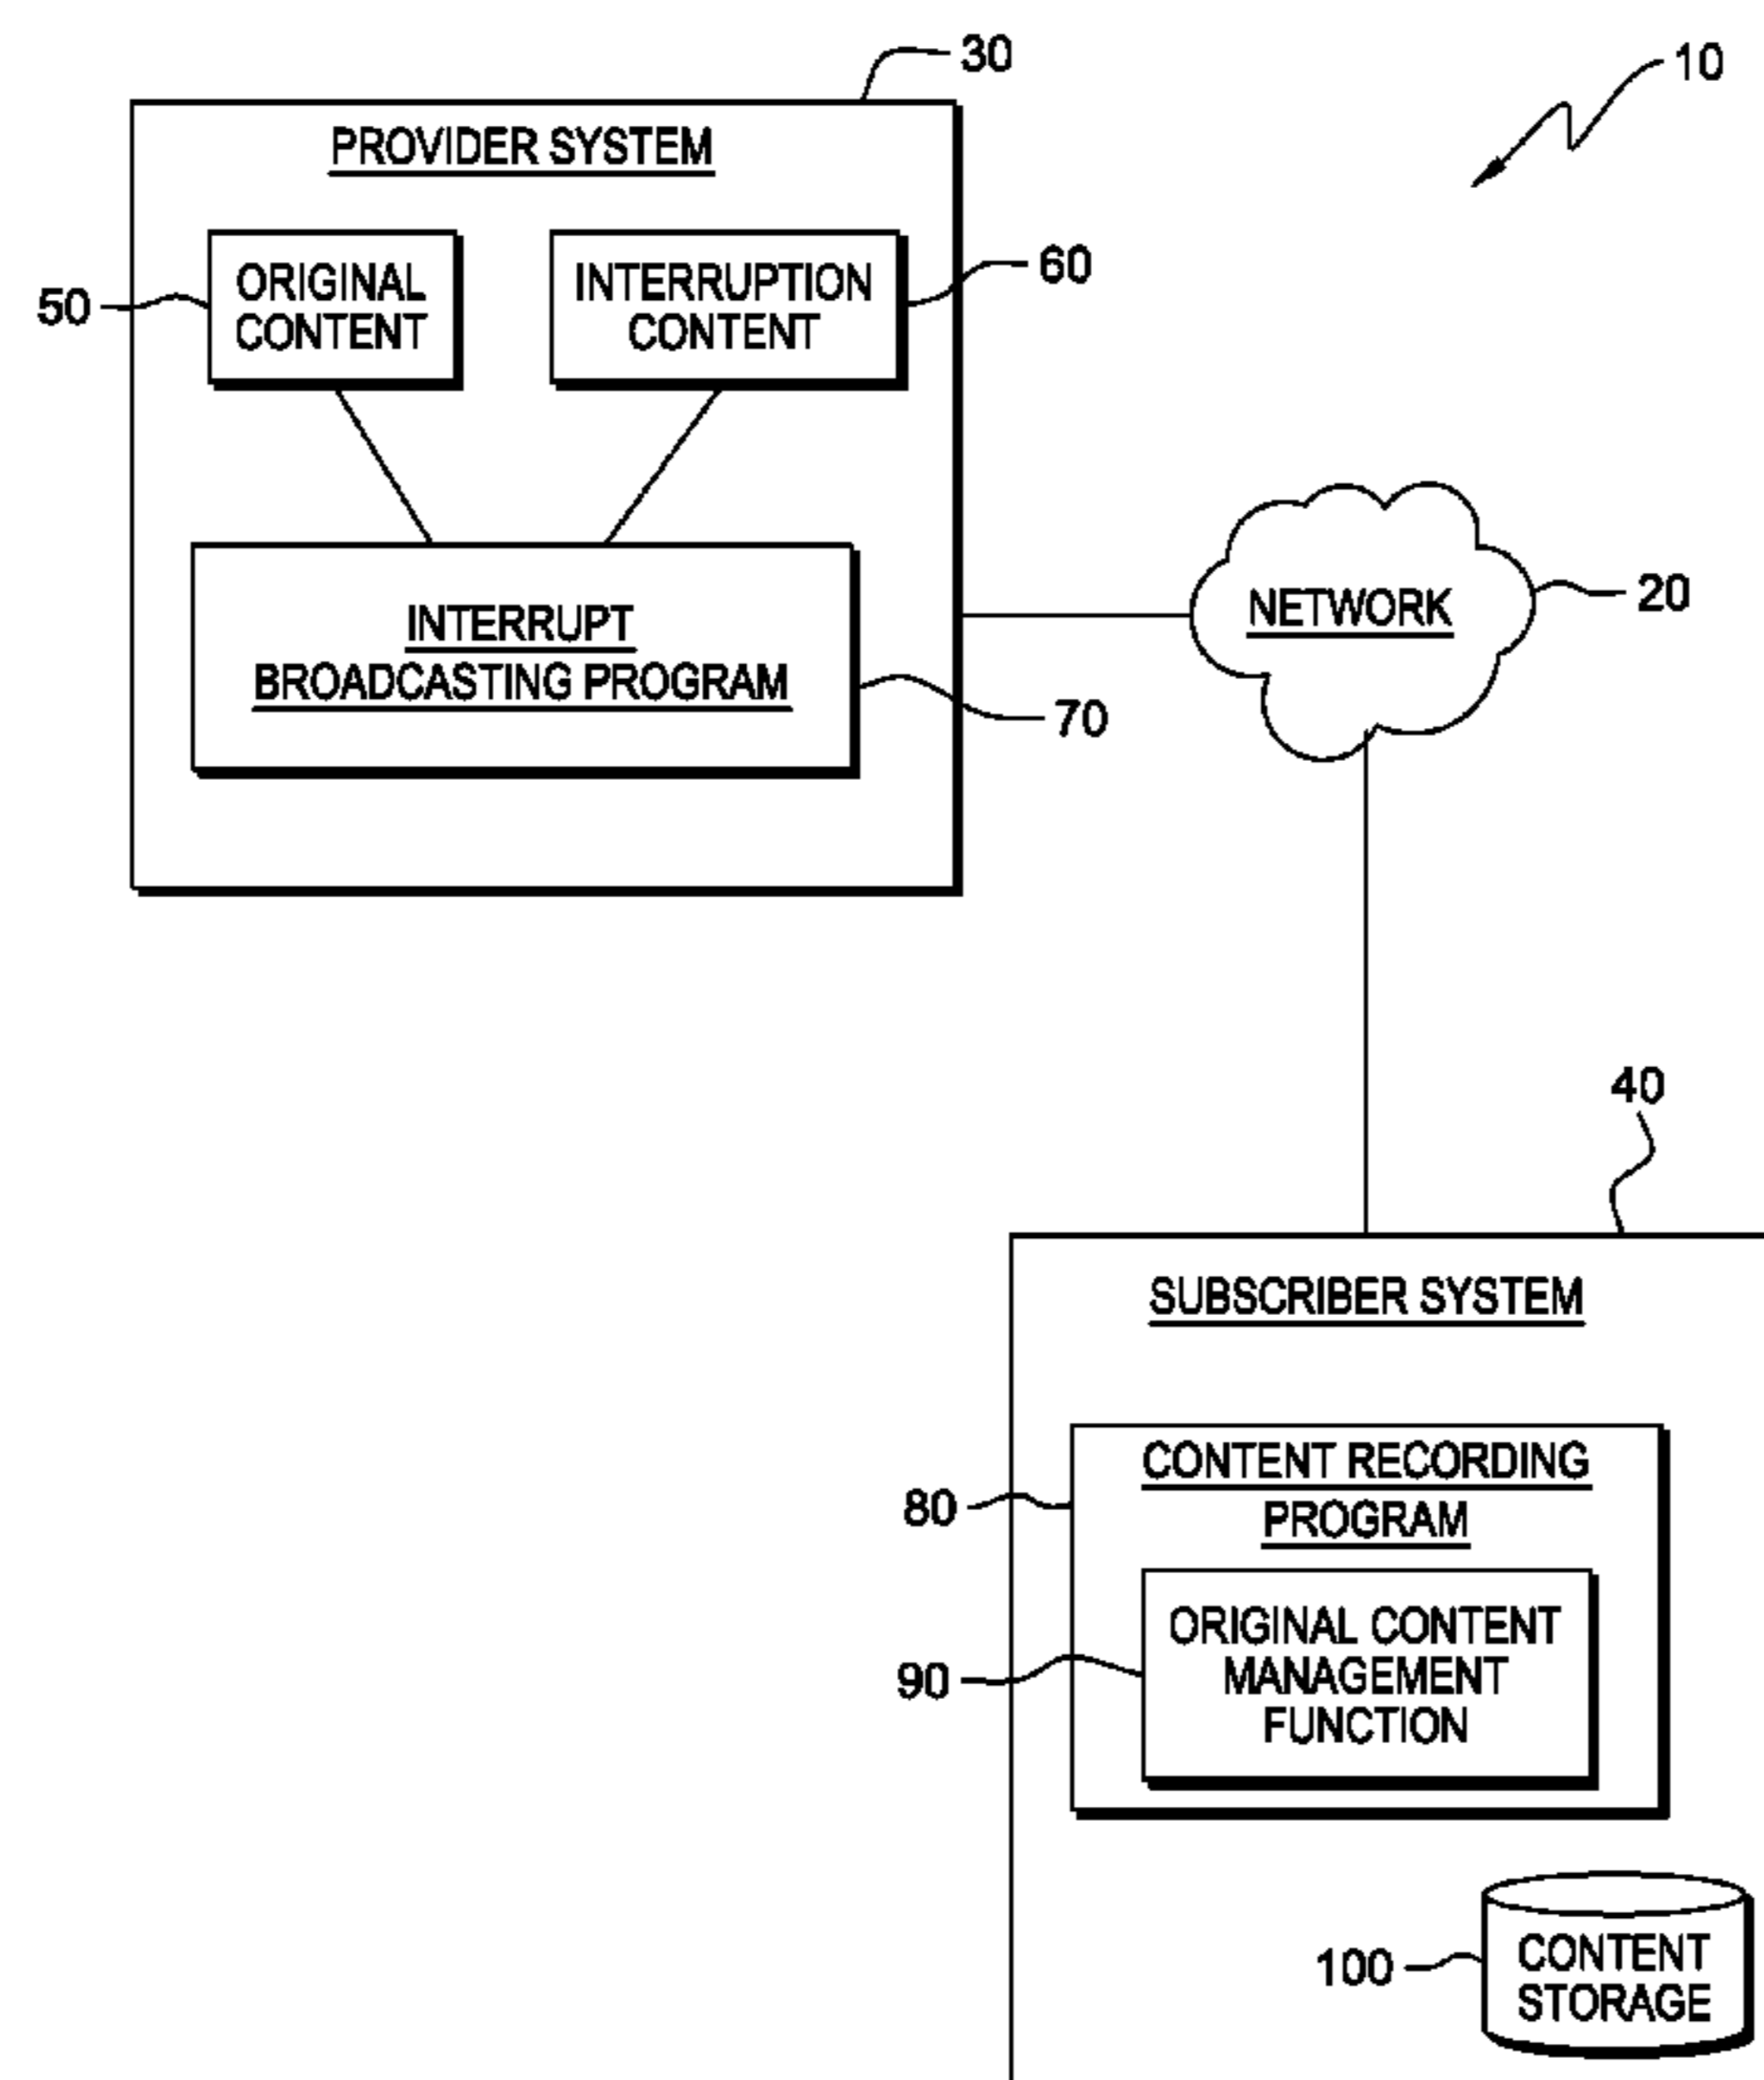 30
10
PROVIDER SYSTEM
ORIGINAL
CONTENT
50
INTERRUPTION
CONTENT
60
INTERRUPT
BROADCASTING PROGRAM
70
NETWORK
20
40
SUBSCRIBER SYSTEM
CONTENT RECORDING
PROGRAM
80
ORIGINAL CONTENT
MANAGEMENT
FUNCTION
90
CONTENT
STORAGE
100